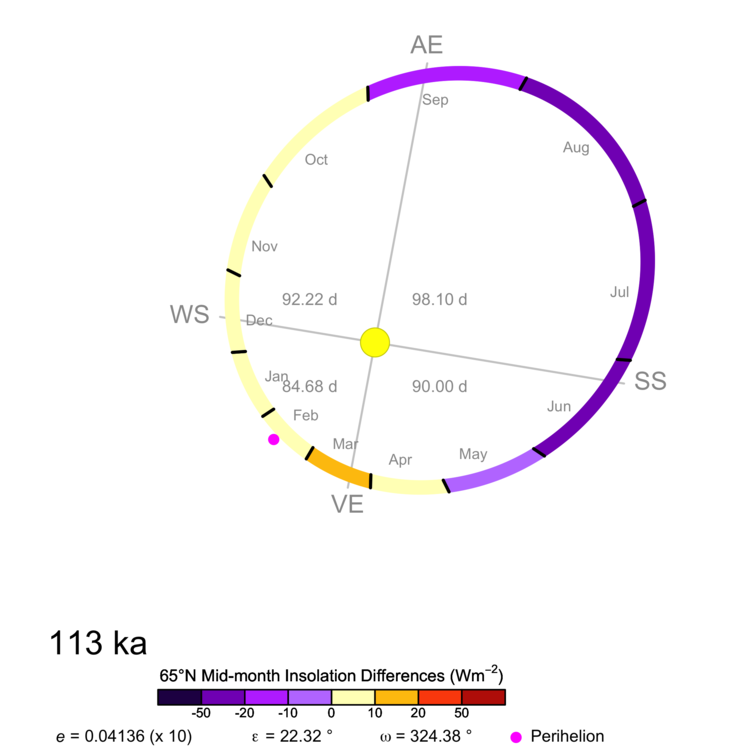 AE
Sep
Aug
Oct
Nov
Jul
92.22 d 98.10 d
WS
Dec
Jan
84.68 d 90.00 d
SS
Feb
Jun
Mar
May
Apr
VE
113 ka
65°N Mid-month Insolation Differences (Wm⁻²)
-50 -20 -10 0 10 20 50
e = 0.04136 (x 10) ε = 22.32 ° ω = 324.38 ° Perihelion